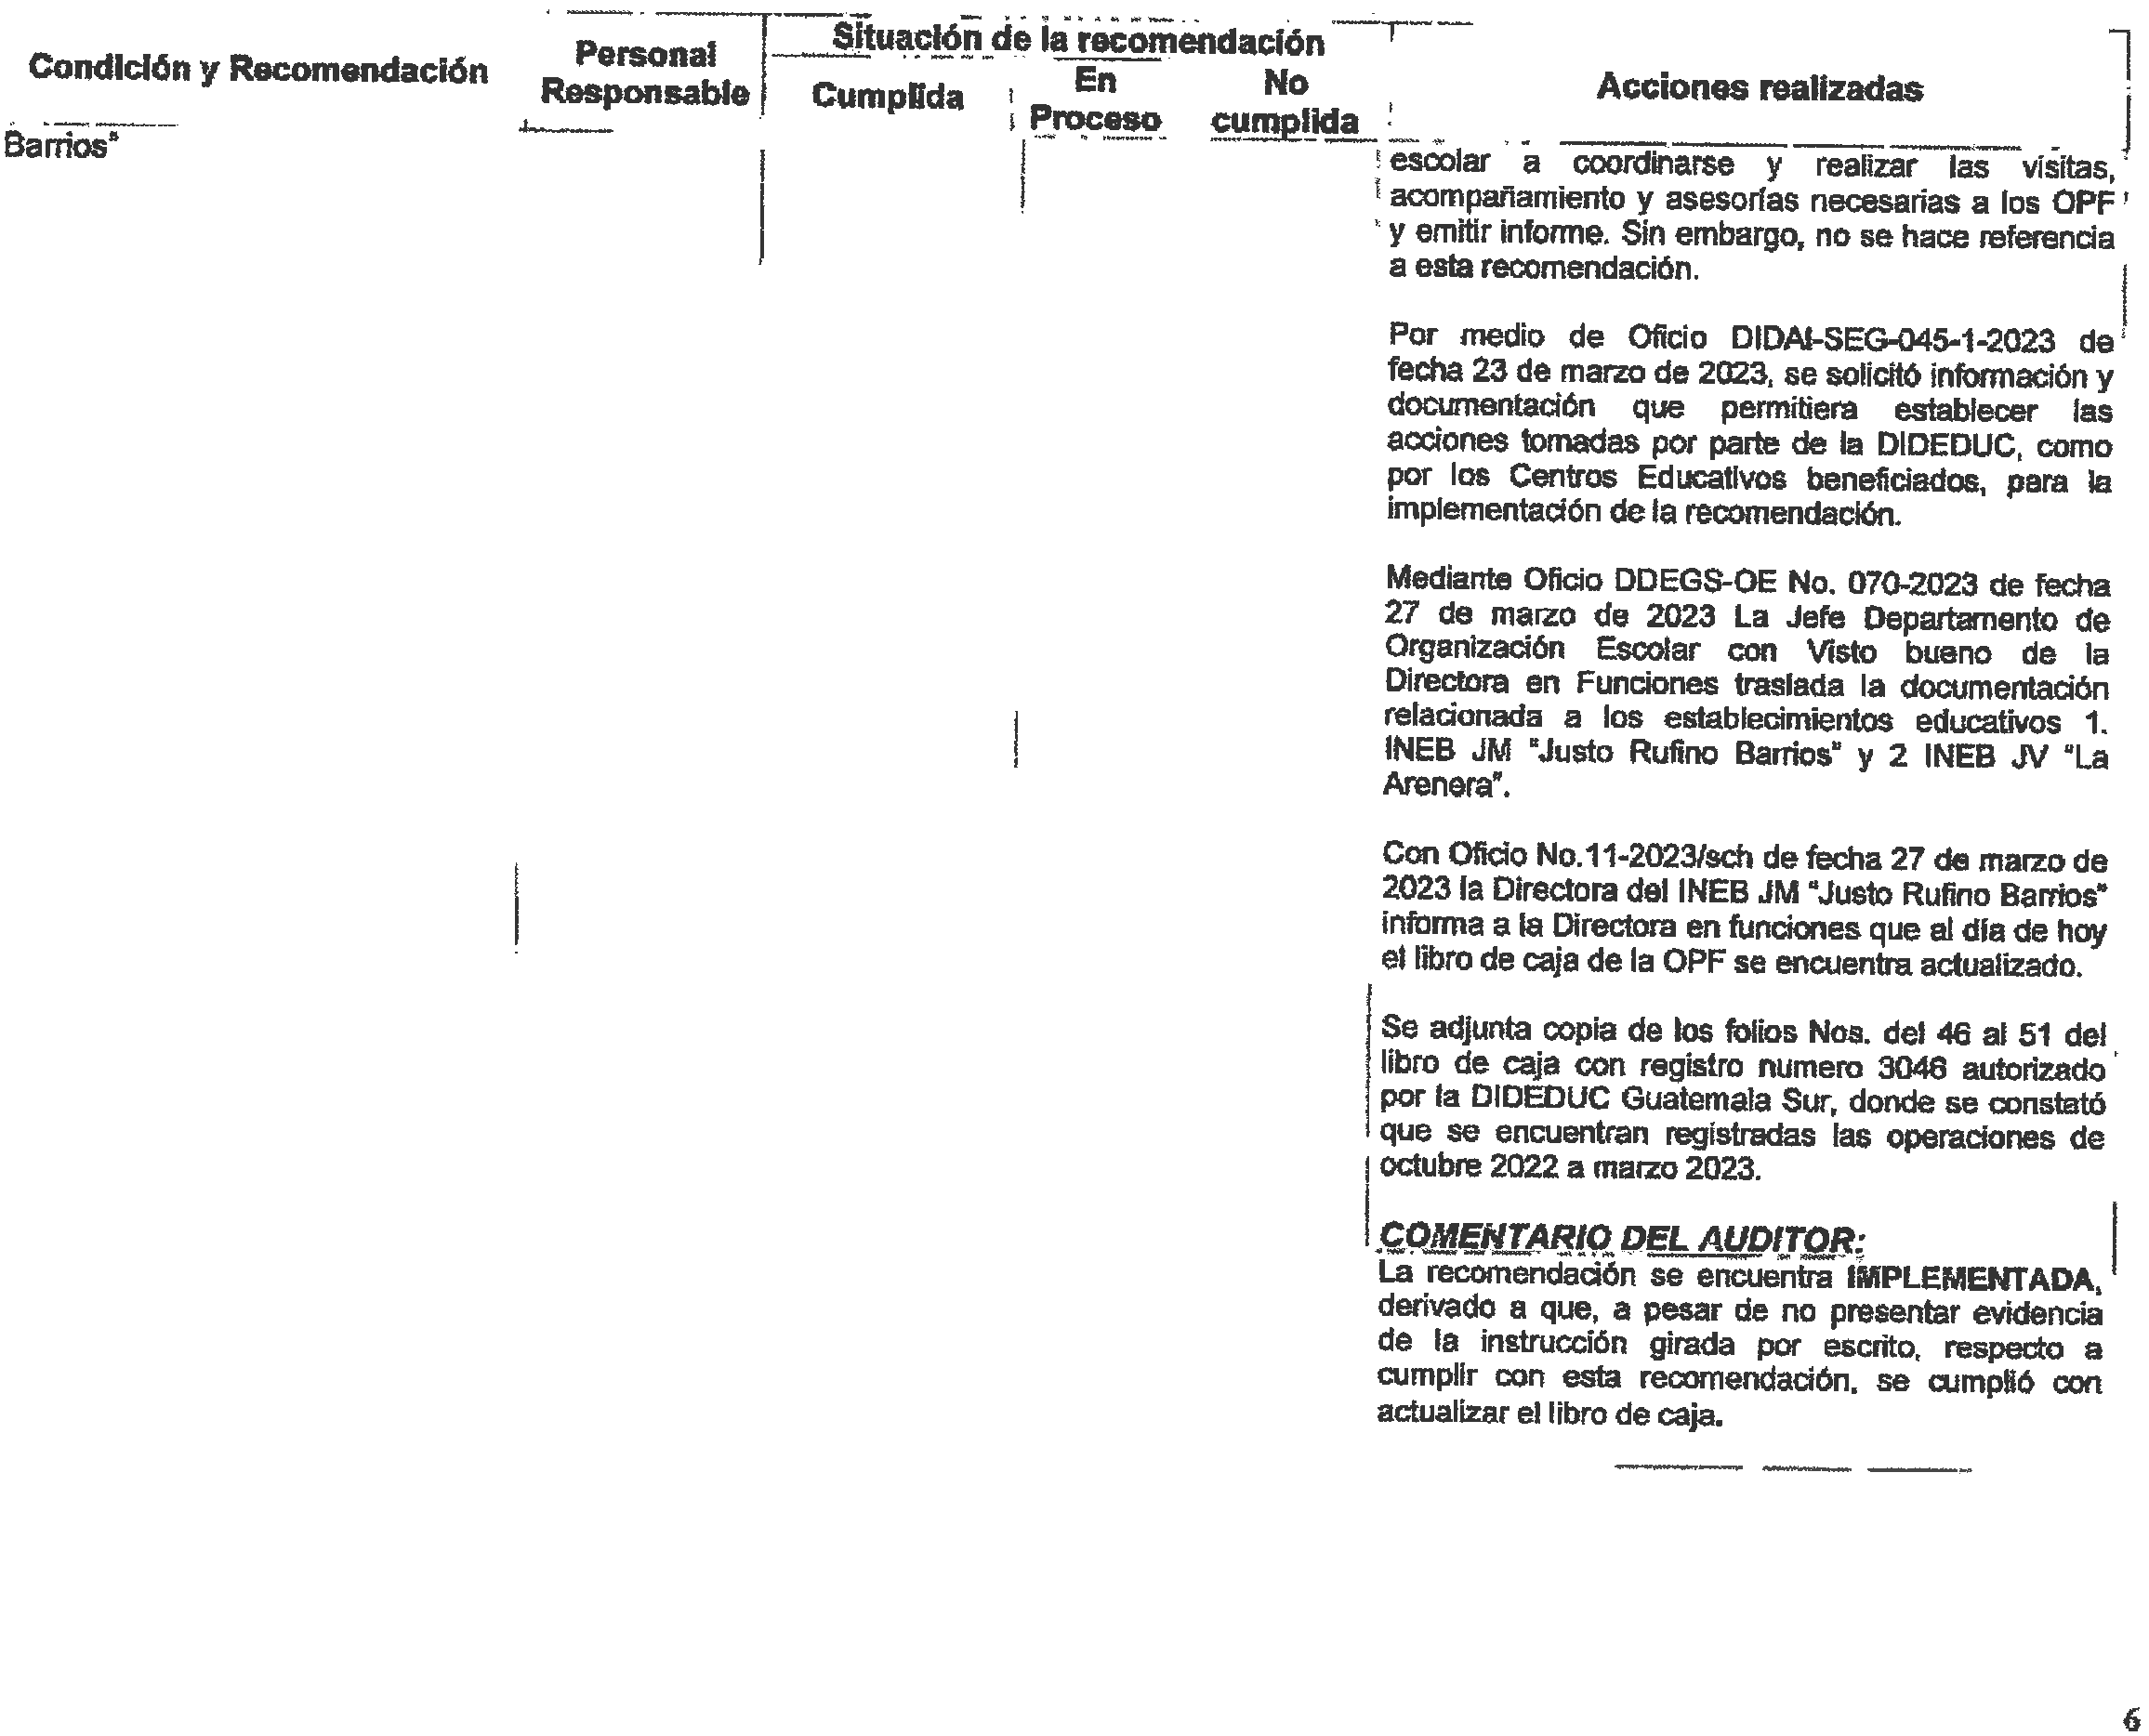 Condición y Recomendación
Personal
Responsable
Situación de la recomendación
Cumplida
En
Proceso
No
cumplida
Acciones realizadas
Barrios"
escolar a coordinarse y realizar las visitas,
acompañamiento y asesorías necesarias a los OPF
y emitir informe. Sin embargo, no se hace referencia
a esta recomendación.
Por medio de Oficio DIDAI-SEG-045-1-2023 de
fecha 23 de marzo de 2023, se solicitó información y
documentación que permitiera establecer las
acciones tomadas por parte de la DIDEDUC, como
por los Centros Educativos beneficiados, para la
implementación de la recomendación.
Mediante Oficio DDEGS-OE No. 070-2023 de fecha
27 de marzo de 2023 La Jefe Departamento de
Organización Escolar con Visto bueno de la
Directora en Funciones traslada la documentación
relacionada a los establecimientos educativos 1.
INEB JM "Justo Rufino Barrios" y 2 INEB JV "La
Arenera".
Con Oficio No.11-2023/sch de fecha 27 de marzo de
2023 la Directora del INEB JM "Justo Rufino Barrios"
informa a la Directora en funciones que al día de hoy
el libro de caja de la OPF se encuentra actualizado.
Se adjunta copia de los folios Nos. del 46 al 51 del
libro de caja con registro numero 3048 autorizado
por la DIDEDUC Guatemala Sur, donde se constató
que se encuentran registradas las operaciones de
octubre 2022 a marzo 2023.
COMENTARIO DEL AUDITOR:
La recomendación se encuentra IMPLEMENTADA,
derivado a que, a pesar de no presentar evidencia
de la instrucción girada por escrito, respecto a
cumplir con esta recomendación, se cumplió con
actualizar el libro de caja.
6